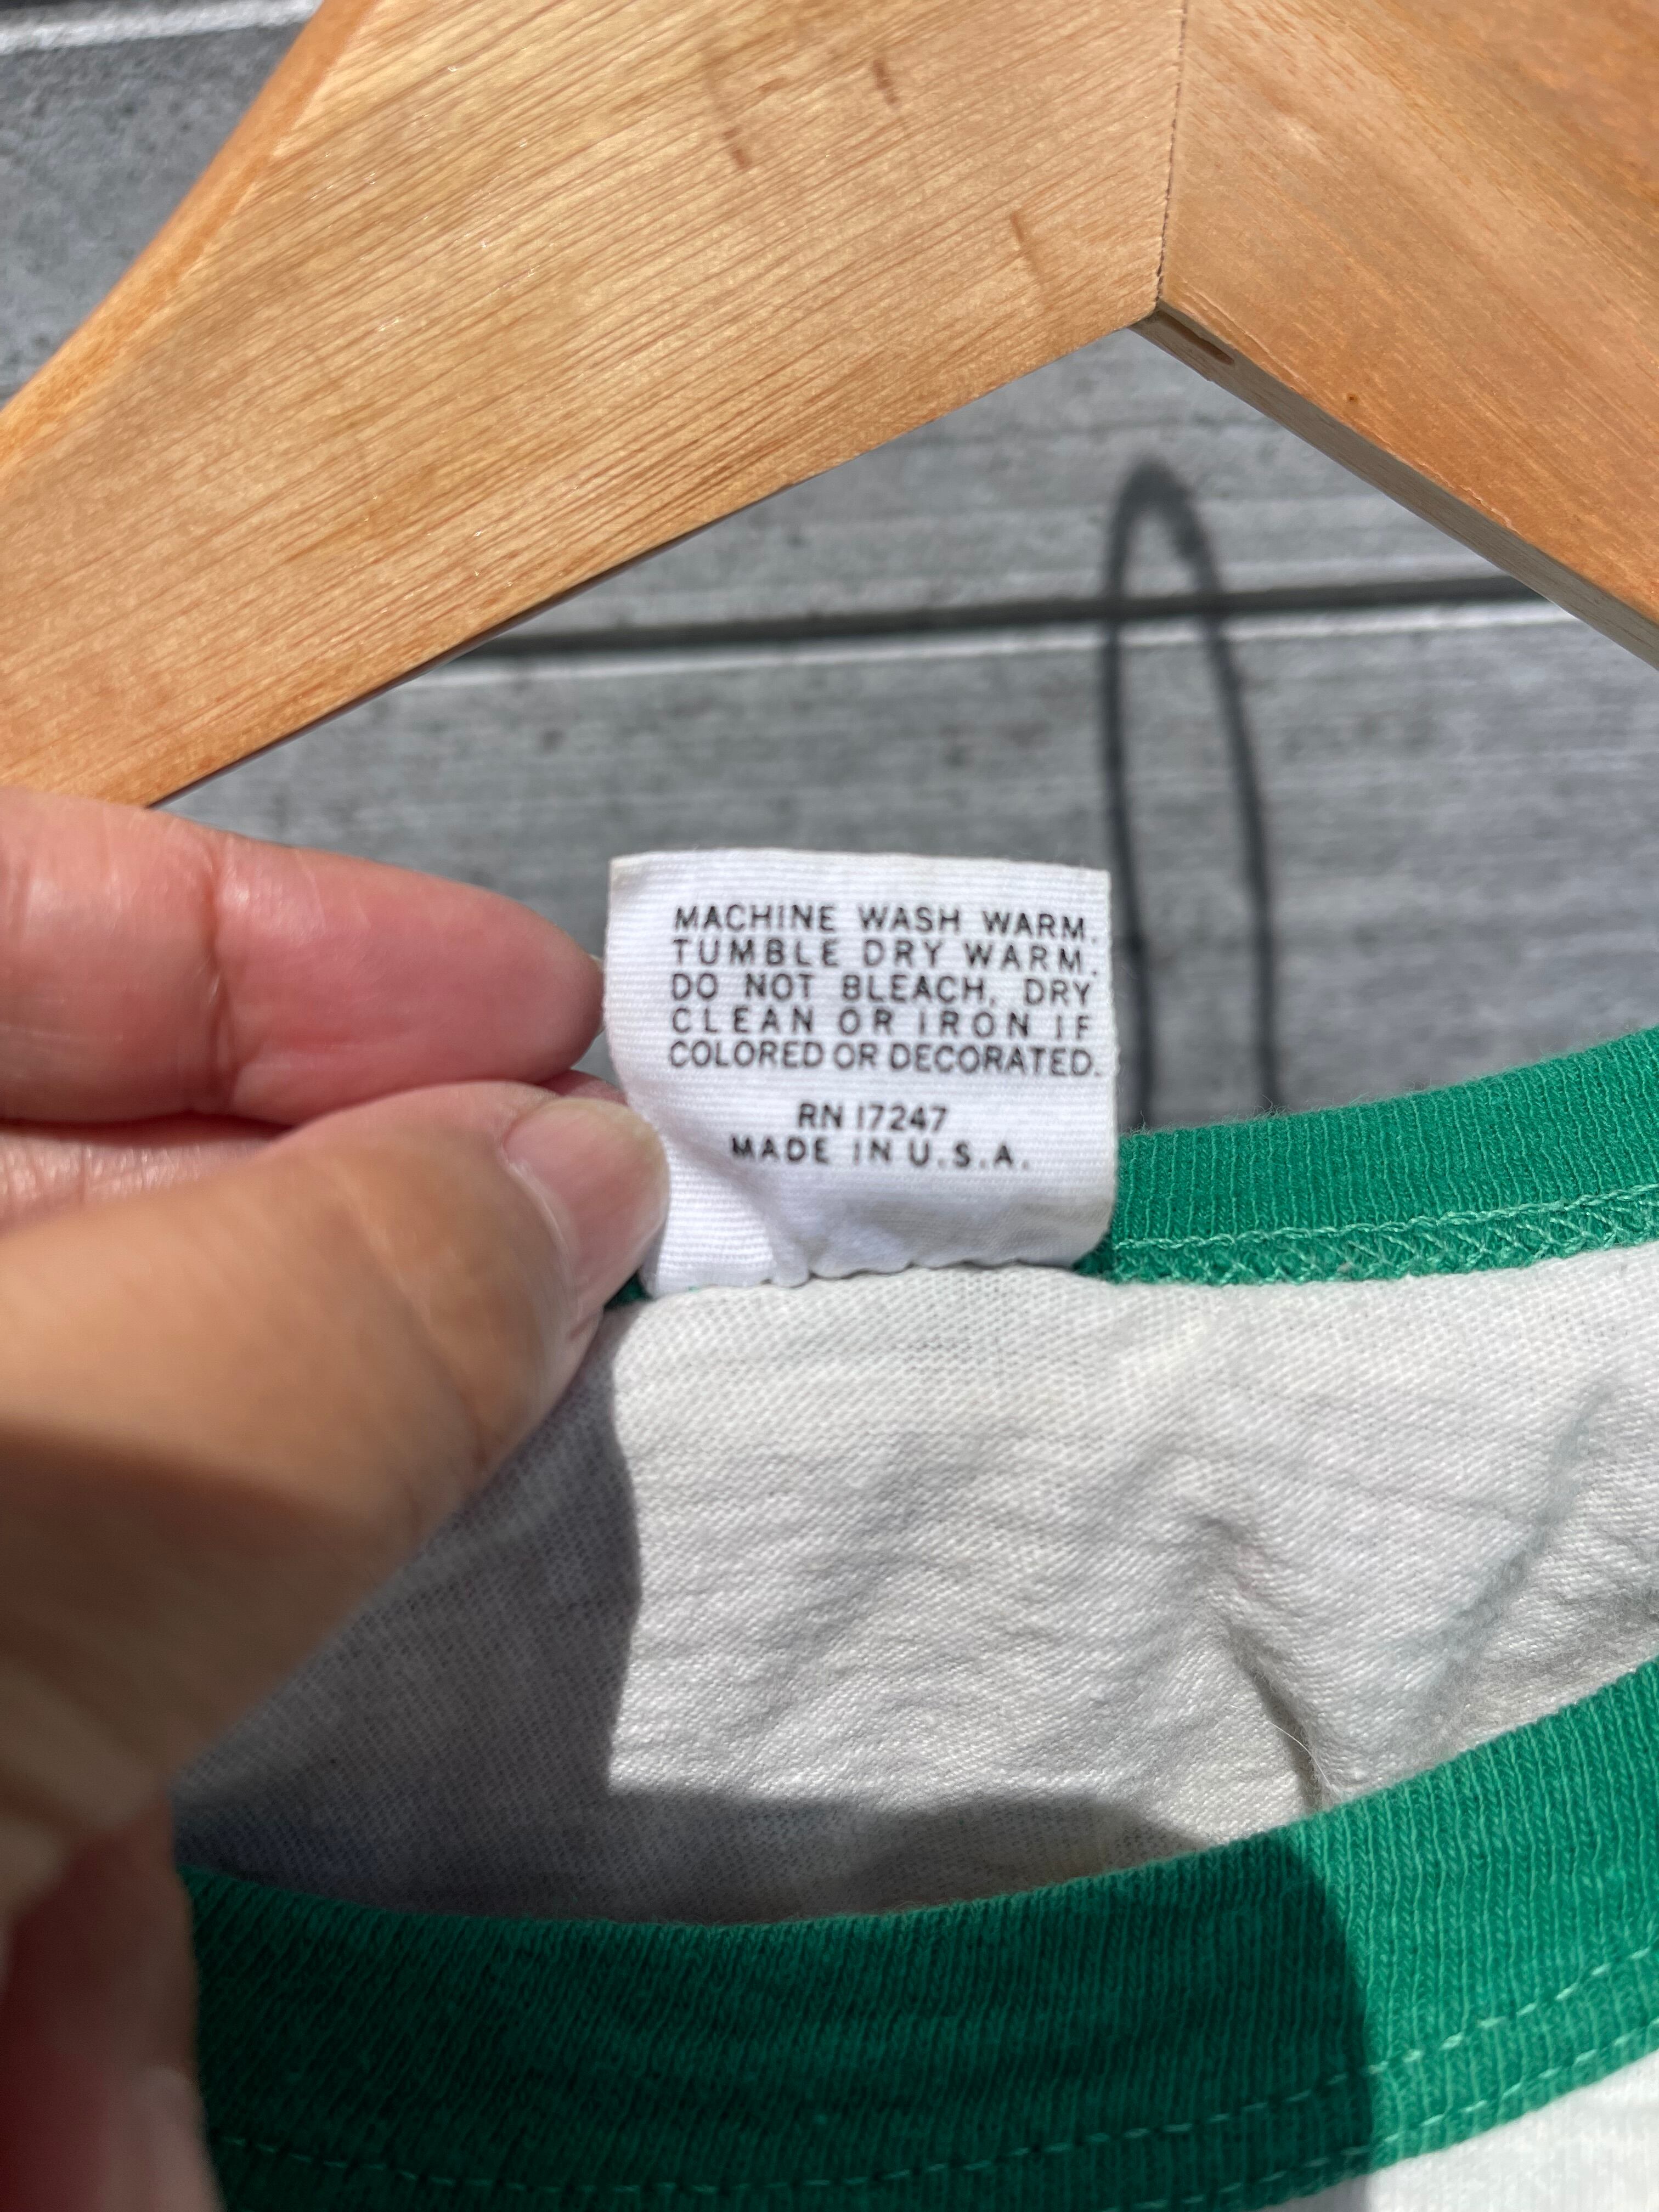 MACHINE WASH WARM.
TUMBLE DRY WARM.
DO NOT BLEACH. DRY
CLEAN OR IRON IF
COLORED OR DECORATED.
RN 17247
MADE IN U.S.A.